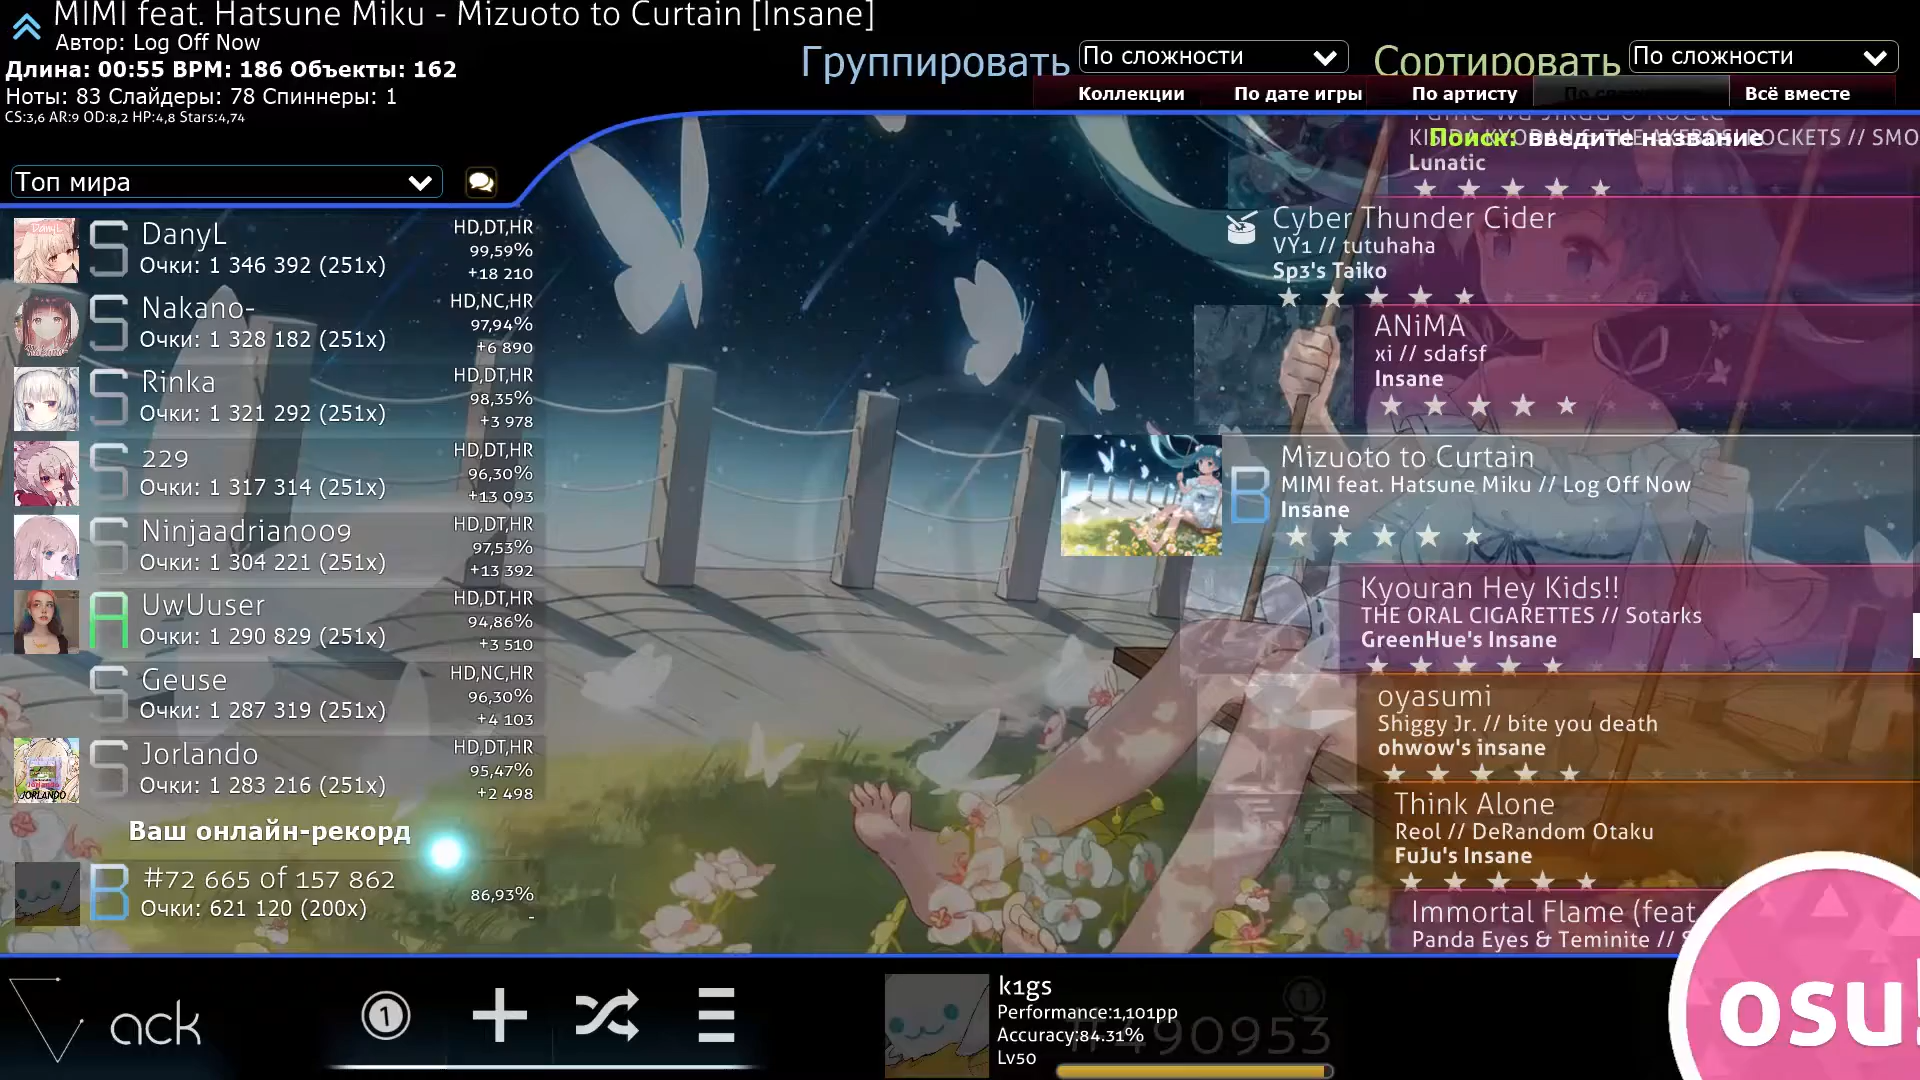 MIMI feat. Hatsune Miku - Mizuoto to Curtain [Insane]
Автор: Log Off Now
Длина: 00:55 BPM: 186 Объекты: 162
Ноты: 83 Слайдеры: 78 Спиннеры: 1
CS:3,6 AR:9 OD:8,2 HP:4,8 Stars:4,74
Группировать По сложности
Сортировать По сложности
Коллекции По дате игры По артисту Всё вместе
Поиск: введите название
Lunatic
Топ мира
DanyL HD,DT,HR
99,59%
Очки: 1 346 392 (251x) +18 210
Nakano- HD,NC,HR
97,94%
Очки: 1 328 182 (251x) +6 890
Rinka HD,DT,HR
98,35%
Очки: 1 321 292 (251x) +3 978
229 HD,DT,HR
96,30%
Очки: 1 317 314 (251x) +13 093
Ninjaadrian009 HD,DT,HR
97,53%
Очки: 1 304 221 (251x) +13 392
UwUuser HD,DT,HR
94,86%
Очки: 1 290 829 (251x) +3 510
Geuse HD,NC,HR
96,30%
Очки: 1 287 319 (251x) +4 103
Jorlando HD,DT,HR
95,47%
Очки: 1 283 216 (251x) +2 498
Ваш онлайн-рекорд
#72 665 of 157 862
86,93%
Очки: 621 120 (200x) -
Cyber Thunder Cider
VY1 // tutuhaha
Sp3's Taiko
ANiMA
xi // sdafsf
Insane
Mizuoto to Curtain
MIMI feat. Hatsune Miku // Log Off Now
Insane
Kyouran Hey Kids!!
THE ORAL CIGARETTES // Sotarks
GreenHue's Insane
oyasumi
Shiggy Jr. // bite you death
ohwow's insane
Think Alone
Reol // DeRandom Otaku
FuJu's Insane
Immortal Flame (feat.
Panda Eyes & Teminite //
ack
1
k1gs
Performance:1,101pp
Accuracy:84.31%
Lv50
#490953
osu!